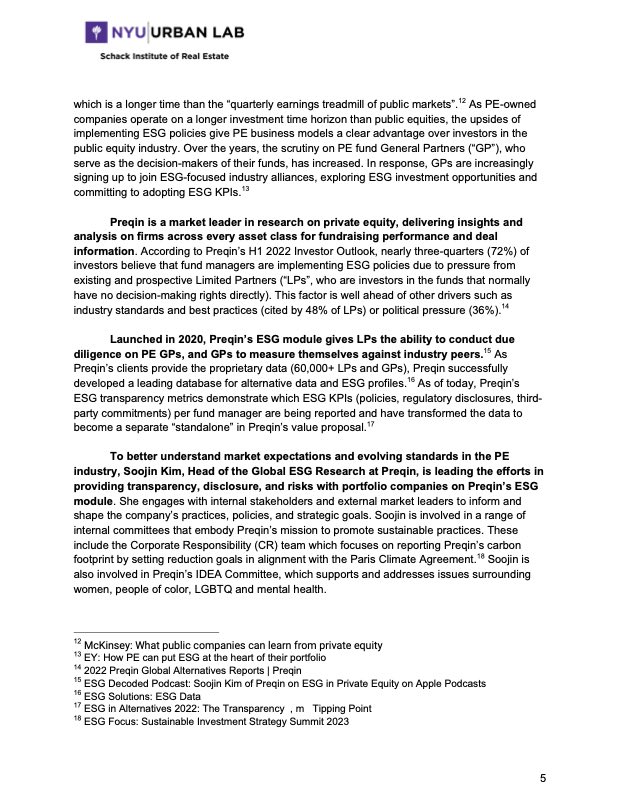 NYU URBAN LAB
Schack Institute of Real Estate
which is a longer time than the “quarterly earnings treadmill of public markets”.12 As PE-owned
companies operate on a longer investment time horizon than public equities, the upsides of
implementing ESG policies give PE business models a clear advantage over investors in the
public equity industry. Over the years, the scrutiny on PE fund General Partners (“GP”), who
serve as the decision-makers of their funds, has increased. In response, GPs are increasingly
signing up to join ESG-focused industry alliances, exploring ESG investment opportunities and
committing to adopting ESG KPIs.13
Preqin is a market leader in research on private equity, delivering insights and
analysis on firms across every asset class for fundraising performance and deal
information. According to Preqin’s H1 2022 Investor Outlook, nearly three-quarters (72%) of
investors believe that fund managers are implementing ESG policies due to pressure from
existing and prospective Limited Partners (“LPs”, who are investors in the funds that normally
have no decision-making rights directly). This factor is well ahead of other drivers such as
industry standards and best practices (cited by 48% of LPs) or political pressure (36%).14
Launched in 2020, Preqin’s ESG module gives LPs the ability to conduct due
diligence on PE GPs, and GPs to measure themselves against industry peers.15 As
Preqin’s clients provide the proprietary data (60,000+ LPs and GPs), Preqin successfully
developed a leading database for alternative data and ESG profiles.16 As of today, Preqin’s
ESG transparency metrics demonstrate which ESG KPIs (policies, regulatory disclosures, third-
party commitments) per fund manager are being reported and have transformed the data to
become a separate “standalone” in Preqin’s value proposal.17
To better understand market expectations and evolving standards in the PE
industry, Soojin Kim, Head of the Global ESG Research at Preqin, is leading the efforts in
providing transparency, disclosure, and risks with portfolio companies on Preqin’s ESG
module. She engages with internal stakeholders and external market leaders to inform and
shape the company’s practices, policies, and strategic goals. Soojin is involved in a range of
internal committees that embody Preqin’s mission to promote sustainable practices. These
include the Corporate Responsibility (CR) team which focuses on reporting Preqin’s carbon
footprint by setting reduction goals in alignment with the Paris Climate Agreement.18 Soojin is
also involved in Preqin’s IDEA Committee, which supports and addresses issues surrounding
women, people of color, LGBTQ and mental health.
12 McKinsey: What public companies can learn from private equity
13 EY: How PE can put ESG at the heart of their portfolio
14 2022 Preqin Global Alternatives Reports | Preqin
15 ESG Decoded Podcast: Soojin Kim of Preqin on ESG in Private Equity on Apple Podcasts
16 ESG Solutions: ESG Data
17 ESG in Alternatives 2022: The Transparency , m Tipping Point
18 ESG Focus: Sustainable Investment Strategy Summit 2023
5